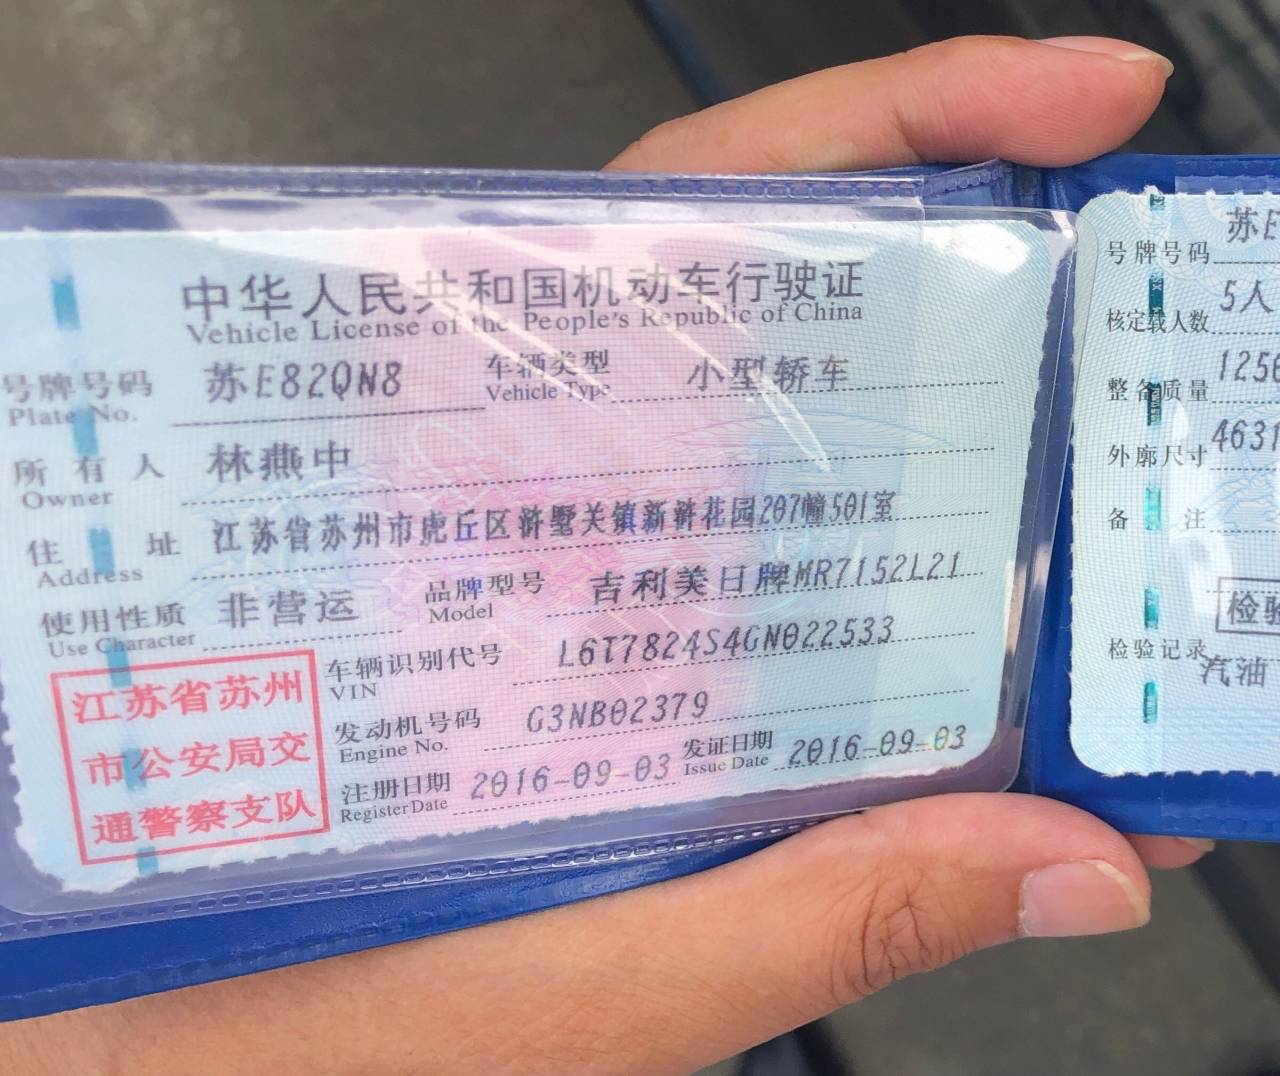 中华人民共和国机动车行驶证
Vehicle License of the People's Republic of China
号牌号码 苏E82QN8 车辆类型 小型轿车
Plate No. Vehicle Type
所有人 林燕中
Owner
住址 江苏省苏州市虎丘区浒墅关镇新浒花园207幢501室
Address
使用性质 非营运 品牌型号 吉利美日牌MR7152L21
Use Character Model
车辆识别代号 L6T7824S4GN022533
VIN
发动机号码 G3NB02379
Engine No.
注册日期 2016-09-03 发证日期 2016-09-03
Register Date Issue Date
江苏省苏州
市公安局交
通警察支队
号牌号码 苏E
核定载人数 5人
整备质量 1250
外廓尺寸 4631
备注
检验
检验记录 汽油